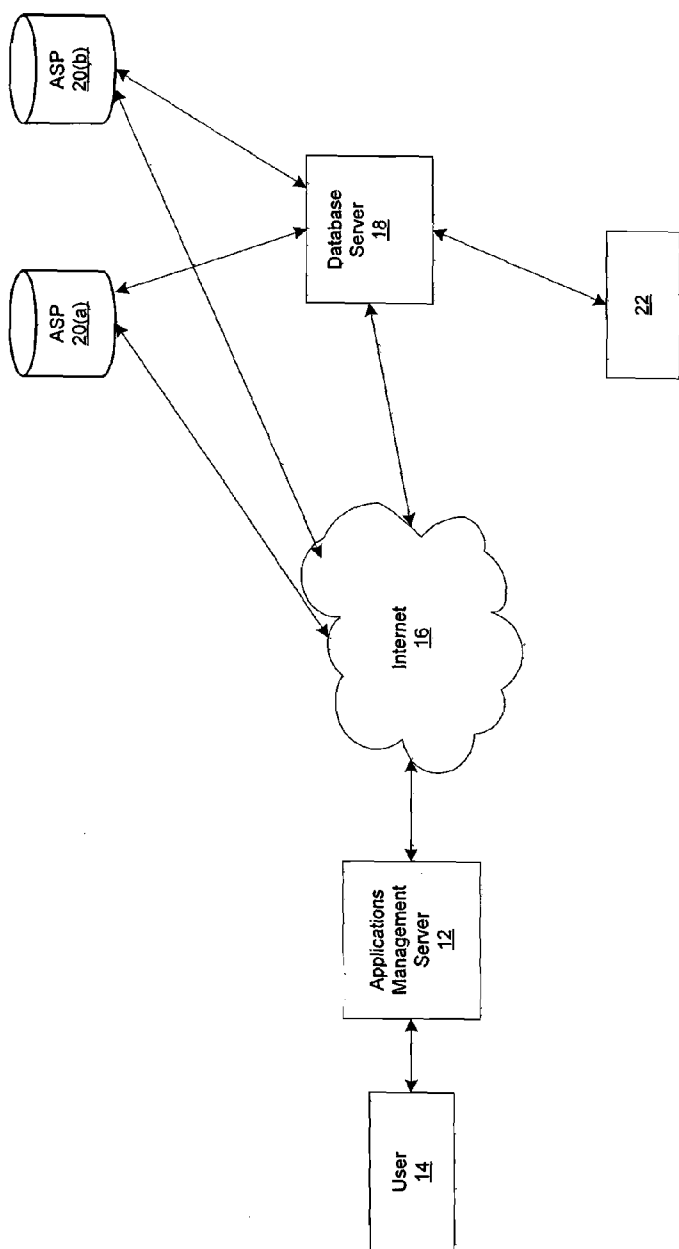 ASP
20(a)
ASP
20(b)
User
14
Applications
Management
Server
12
Internet
16
Database
Server
18
22